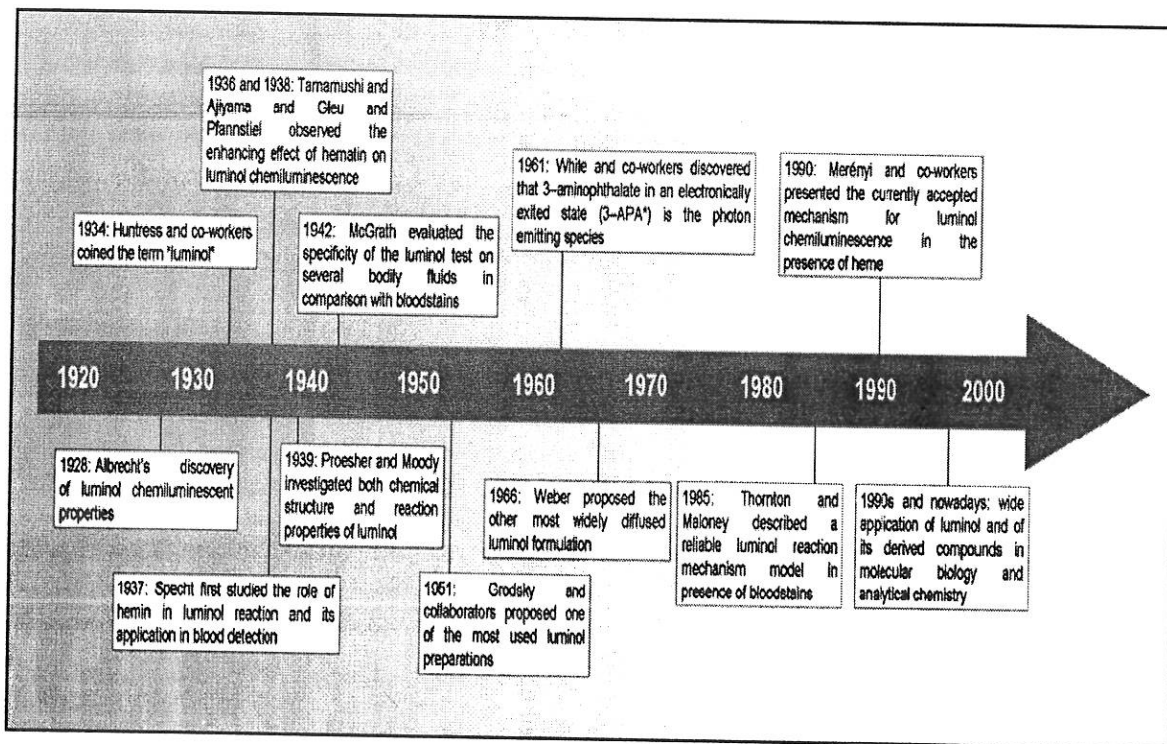 1936 and 1938: Tamamushi and
Ajiyama and Gleu and
Pfannstiel observed the
enhancing effect of hematin on
luminol chemiluminescence
1934: Huntress and co-workers
coined the term "luminol"
1942: McGrath evaluated the
specificity of the luminol test on
several bodily fluids in
comparison with bloodstains
1961: White and co-workers discovered
that 3–aminophthalate in an electronically
exited state (3–APA*) is the photon
emitting species
1990: Merényi and co-workers
presented the currently accepted
mechanism for luminol
chemiluminescence in the
presence of heme
1920 1930 1940 1950 1960 1970 1980 1990 2000
1928: Albrecht's discovery
of luminol chemiluminescent
properties
1937: Specht first studied the role of
hemin in luminol reaction and its
application in blood detection
1939: Proesher and Moody
investigated both chemical
structure and reaction
properties of luminol
1951: Grodsky and
collaborators proposed one
of the most used luminol
preparations
1966: Weber proposed the
other most widely diffused
luminol formulation
1985: Thornton and
Maloney described a
reliable luminol reaction
mechanism model in
presence of bloodstains
1990s and nowadays: wide
application of luminol and of
its derived compounds in
molecular biology and
analytical chemistry